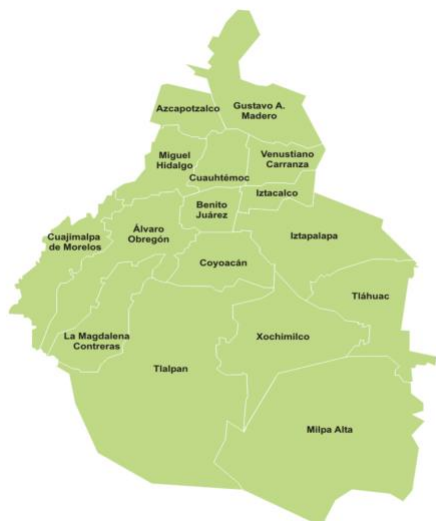 Azcapotzalco
Gustavo A.
Madero
Miguel
Hidalgo
Venustiano
Carranza
Cuauhtémoc
Iztacalco
Benito
Juárez
Cuajimalpa
de Morelos
Álvaro
Obregón
Iztapalapa
Coyoacán
Tláhuac
La Magdalena
Contreras
Xochimilco
Tlalpan
Milpa Alta